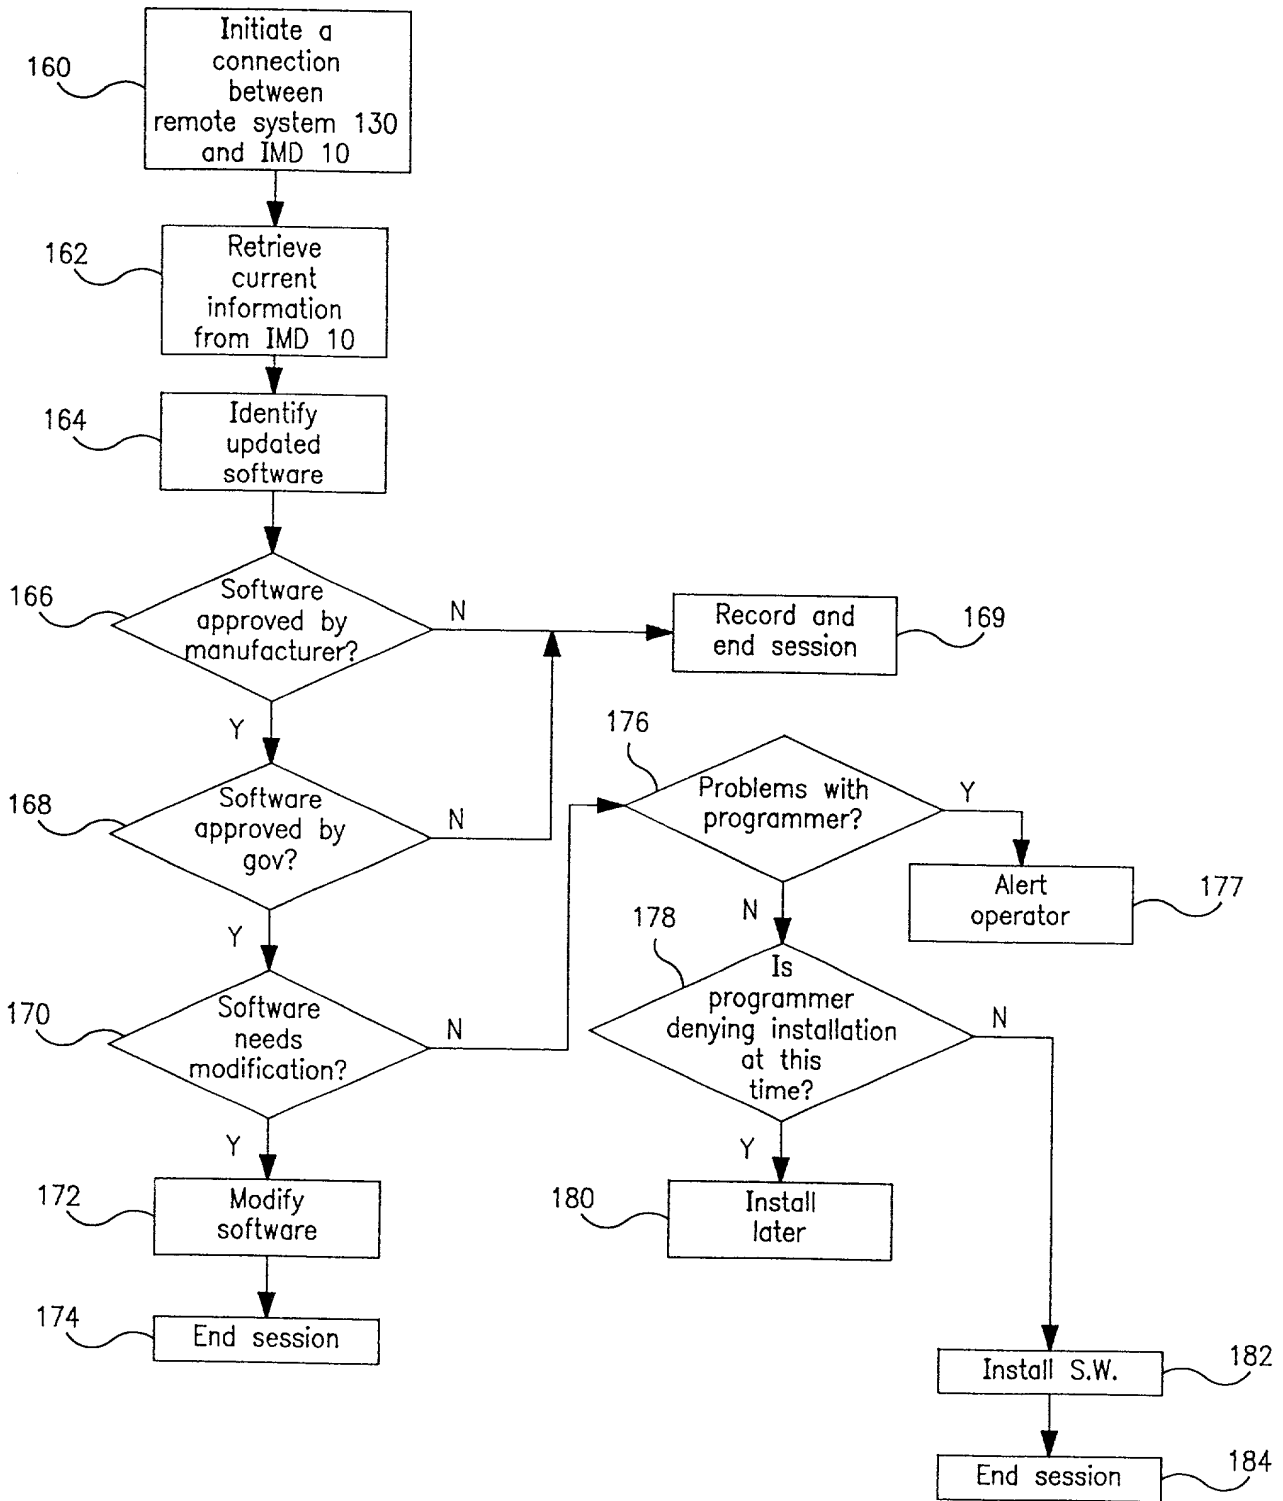 160
Initiate a
connection
between
remote system 130
and IMD 10
162
Retrieve
current
information
from IMD 10
164
Identify
updated
software
166
Software
approved by
manufacturer?
N
Y
Record and
end session
169
168
Software
approved by
gov?
N
Y
170
Software
needs
modification?
N
Y
172
Modify
software
174
End session
176
Problems with
programmer?
Y
N
Alert
operator
177
178
Is
programmer
denying installation
at this
time?
N
Y
180
Install
later
Install S.W.
182
End session
184